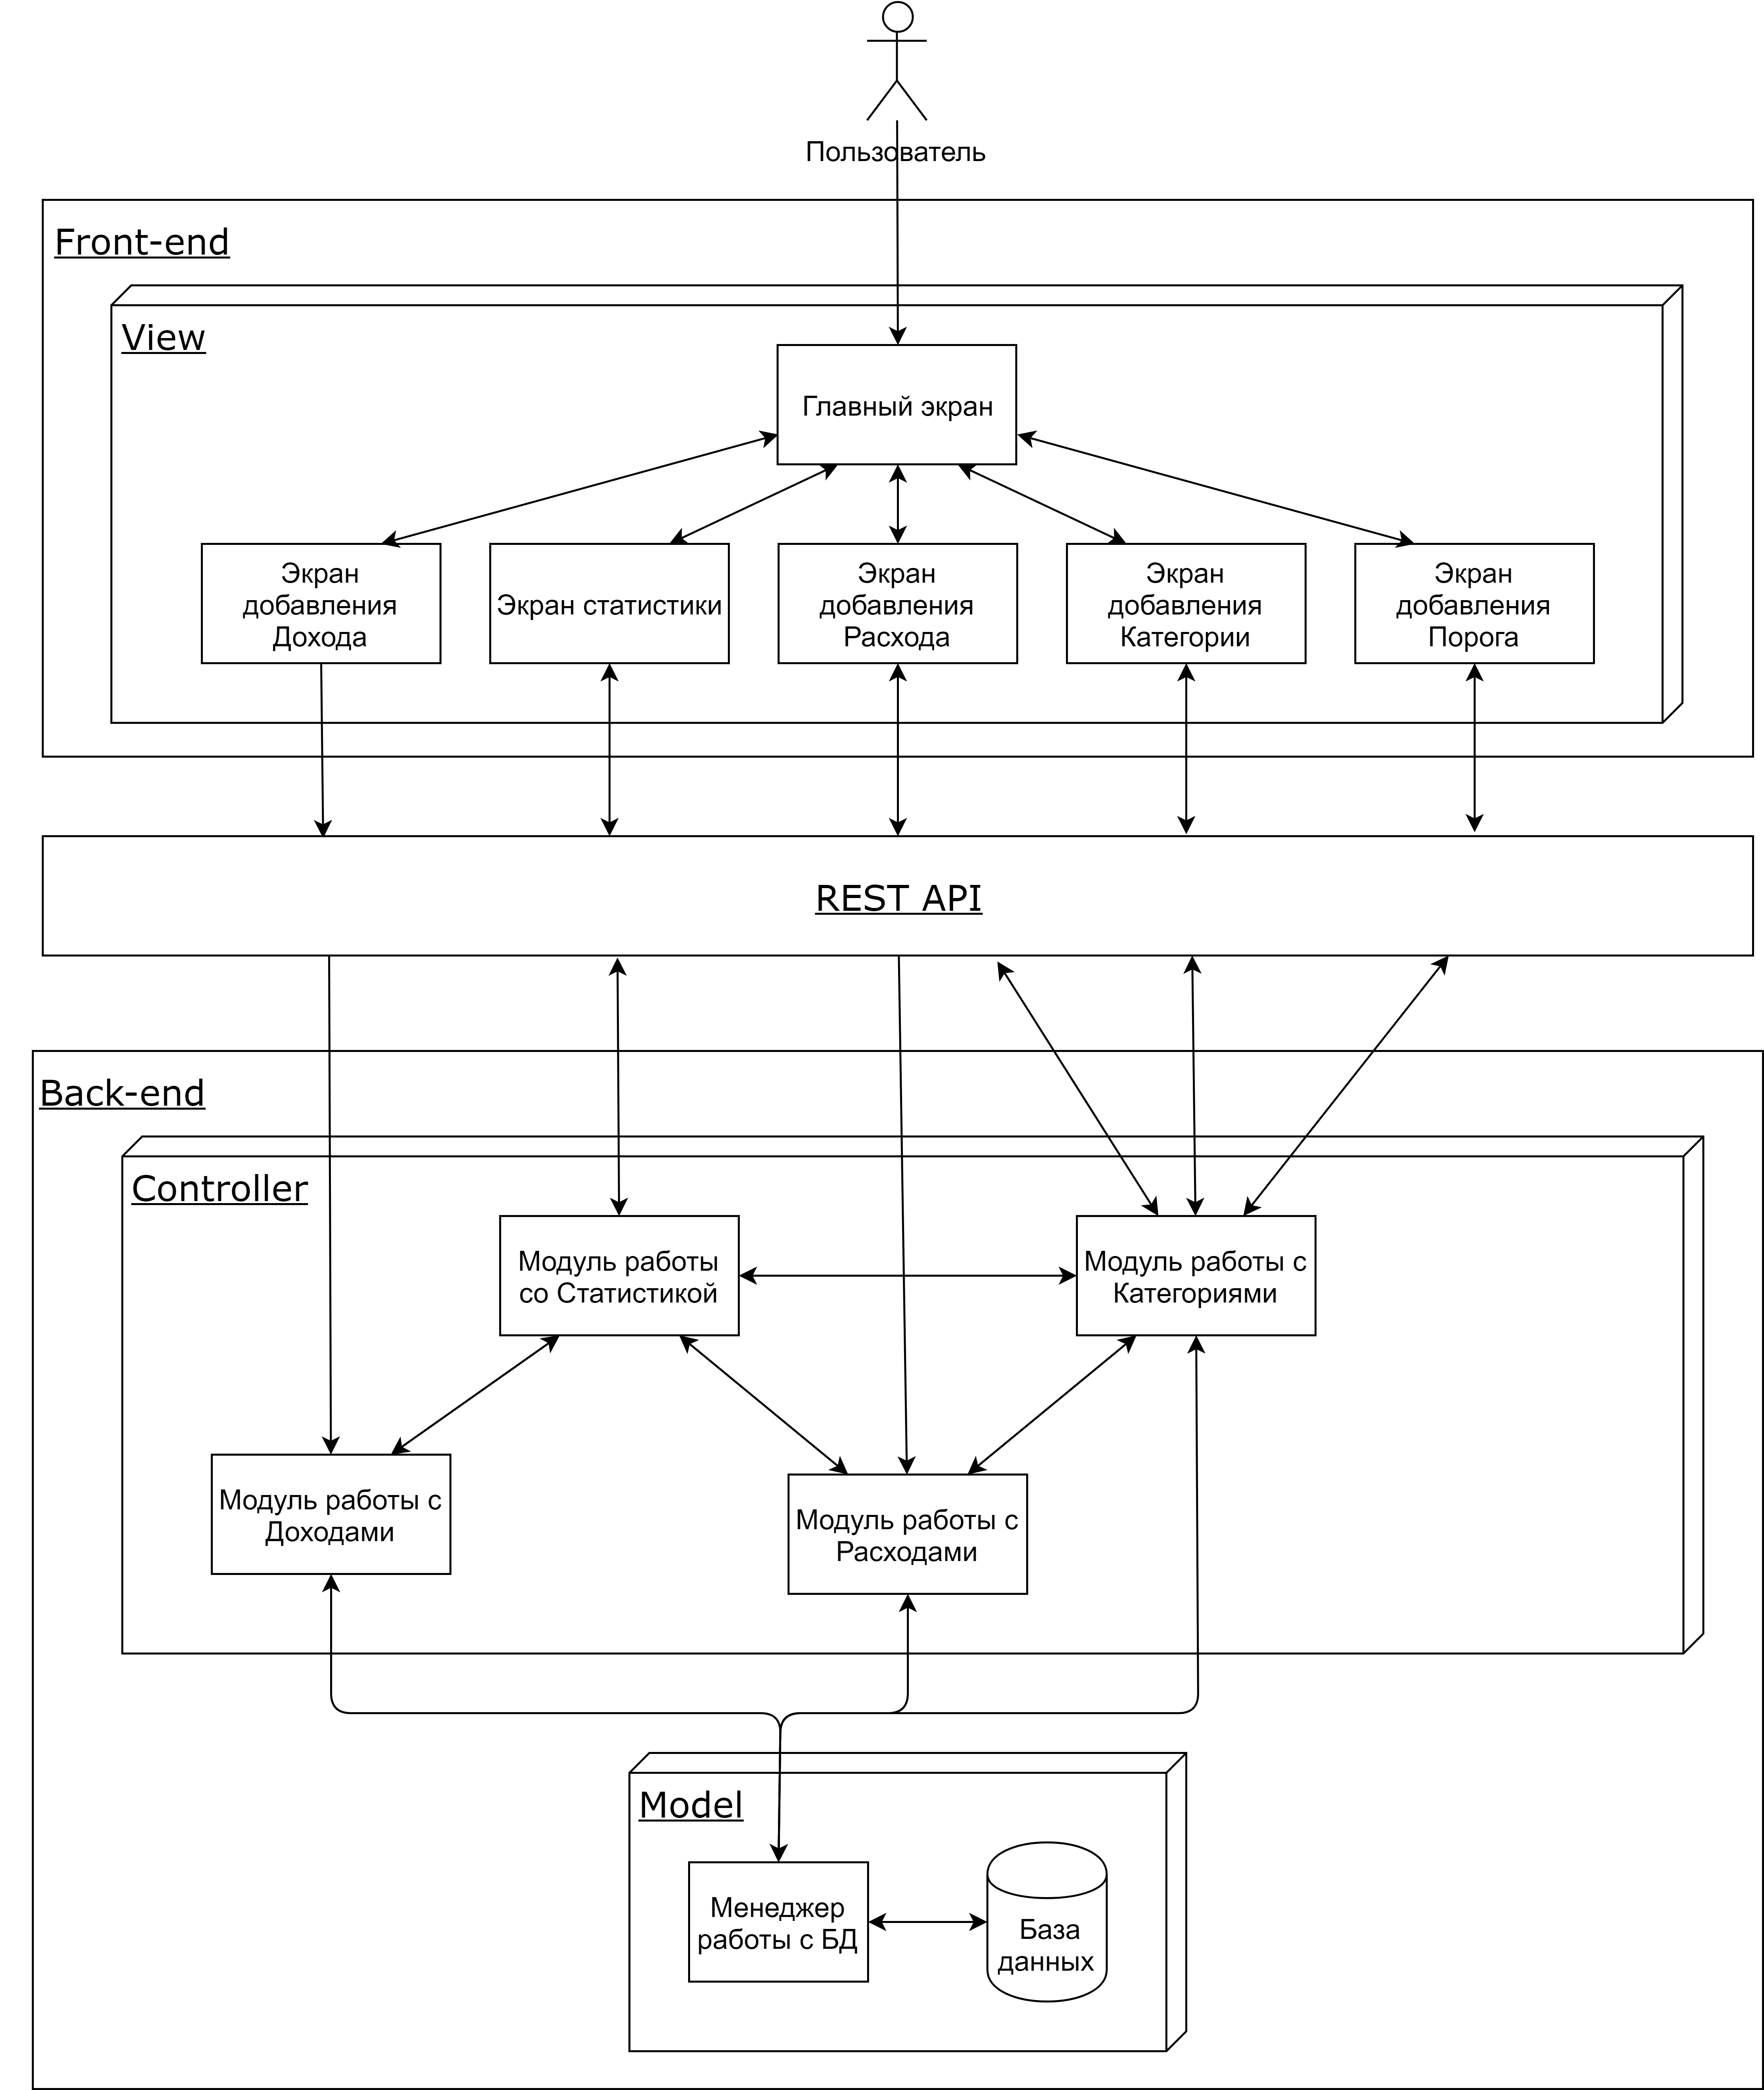 Пользователь
Front-end
View
Главный экран
Экран
добавления
Дохода
Экран статистики
Экран
добавления
Расхода
Экран
добавления
Категории
Экран
добавления
Порога
REST API
Back-end
Controller
Модуль работы
со Статистикой
Модуль работы с
Категориями
Модуль работы с
Доходами
Модуль работы с
Расходами
Model
Менеджер
работы с БД
База
данных